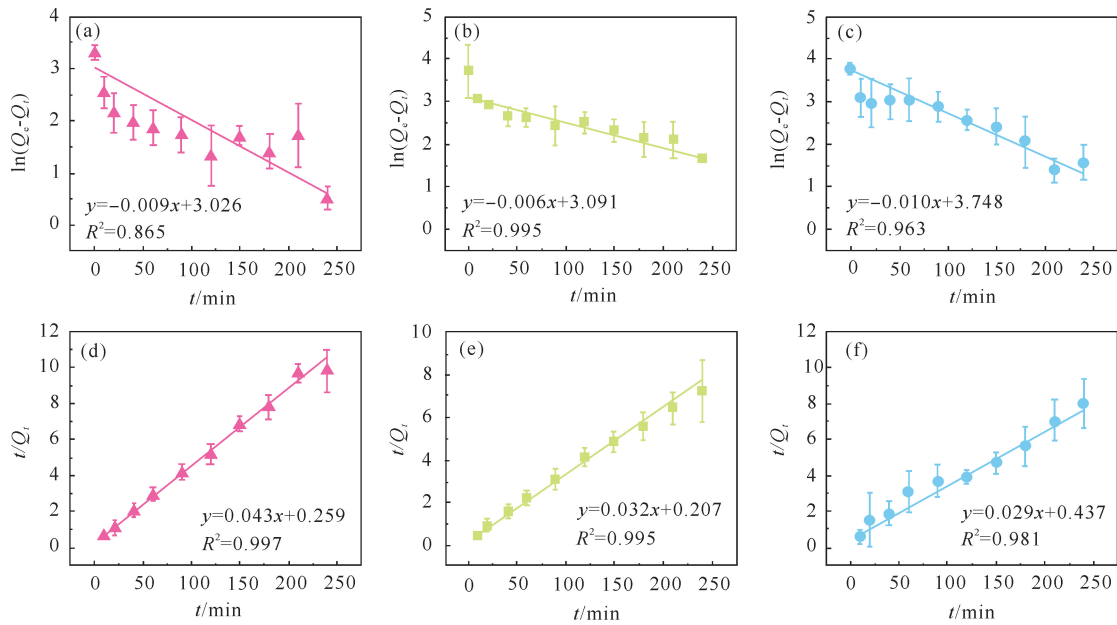 (a)
4
3
2
1
0
ln(Qe-Qt)
y=-0.009x+3.026
R²=0.865
0 50 100 150 200 250
t/min
(b)
5
4
3
2
1
0
ln(Qe-Qt)
y=-0.006x+3.091
R²=0.995
0 50 100 150 200 250
t/min
(c)
5
4
3
2
1
0
ln(Qe-Qt)
y=-0.010x+3.748
R²=0.963
0 50 100 150 200 250
t/min
(d)
12
10
8
6
4
2
0
t/Qt
y=0.043x+0.259
R²=0.997
0 50 100 150 200 250
t/min
(e)
10
8
6
4
2
0
t/Qt
y=0.032x+0.207
R²=0.995
0 50 100 150 200 250
t/min
(f)
12
10
8
6
4
2
0
t/Qt
y=0.029x+0.437
R²=0.981
0 50 100 150 200 250
t/min